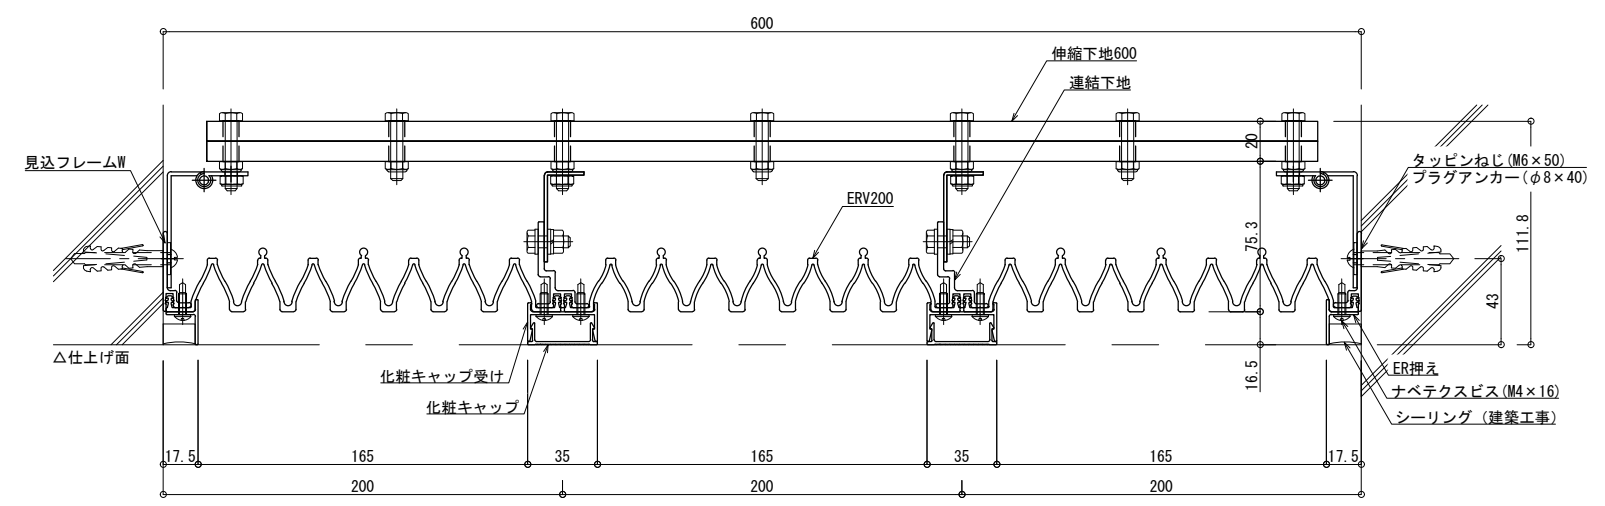 600
伸縮下地600
連結下地
20
見込フレームW
タッピンねじ(M6×50)
プラグアンカー(φ8×40)
ERV200
75.3
111.8
43
△仕上げ面
化粧キャップ受け
化粧キャップ
16.5
ER押え
ナベテクスビス(M4×16)
シーリング（建築工事）
17.5
165
35
165
35
165
17.5
200
200
200